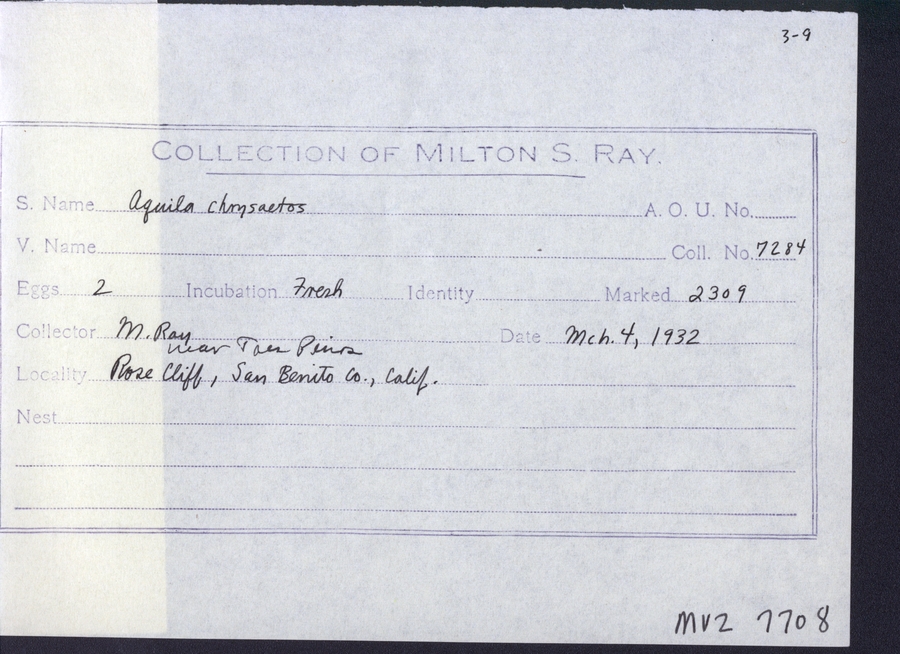 3-9
COLLECTION OF MILTON S. RAY.
S. Name Aquila chrysaetos A. O. U. No.
V. Name Coll. No. 7284
Eggs 2 Incubation Fresh Identity Marked 2309
Collector M. Ray Date Mch. 4, 1932
near Tres Pinos
Locality Rose Cliff, San Benito Co., Calif.
Nest
MVZ 7708